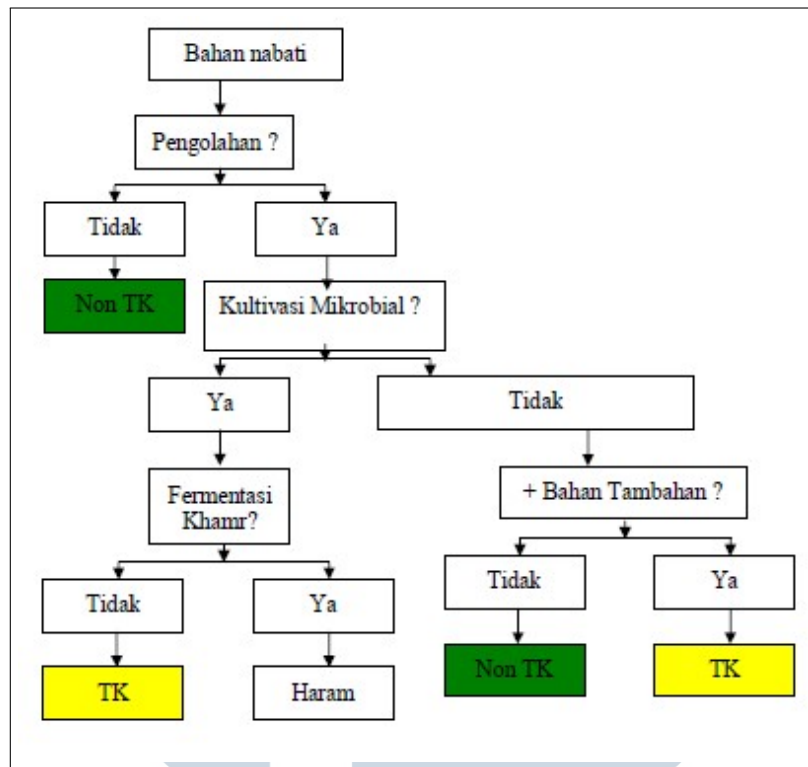 Bahan nabati
Pengolahan ?
Tidak
Ya
Non TK
Kultivasi Mikrobial ?
Ya
Tidak
Fermentasi
Khamr?
+ Bahan Tambahan ?
Tidak
Ya
Tidak
Ya
TK
Haram
Non TK
TK